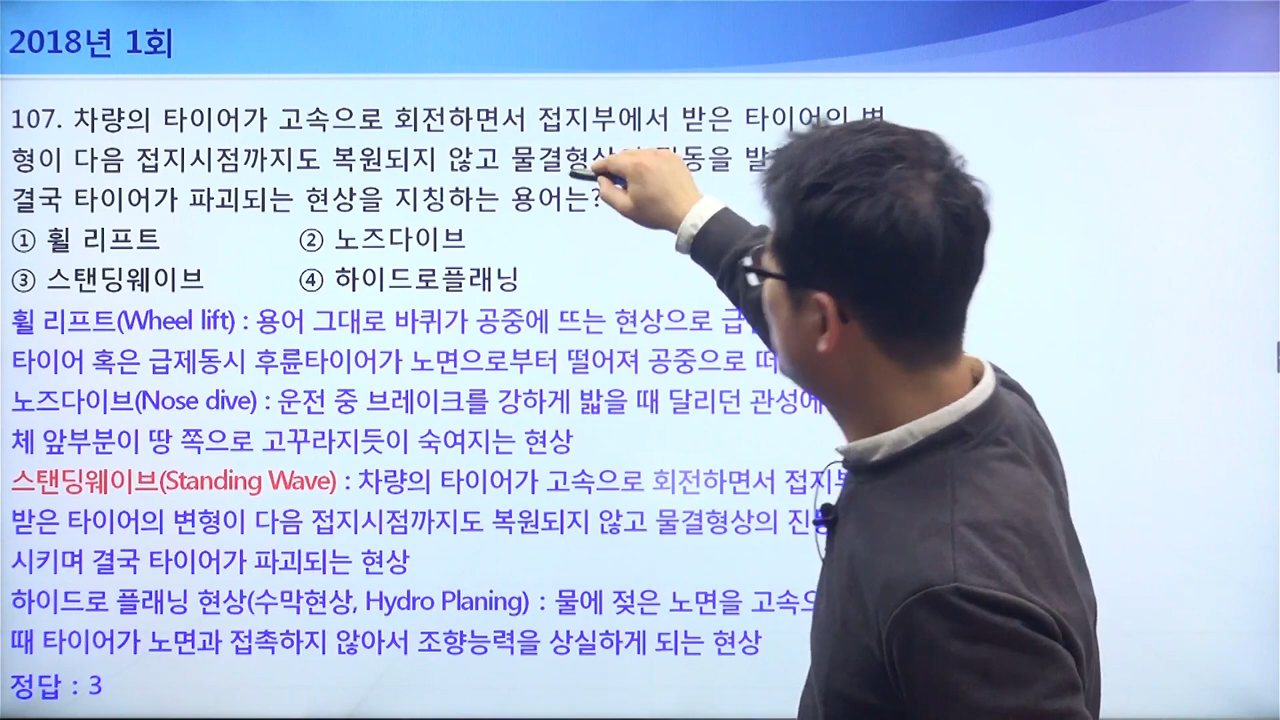 2018년 1회
107. 차량의 타이어가 고속으로 회전하면서 접지부에서 받은 타이어의 변
형이 다음 접지시점까지도 복원되지 않고
결국 타이어가 파괴되는 현상을 지칭하는 용어는?
① 휠 리프트 ② 노즈다이브
③ 스탠딩웨이브 ④ 하이드로플래닝
휠 리프트(Wheel lift) : 용어 그대로 바퀴가 공중에 뜨는 현상으로
타이어 혹은 급제동시 후륜타이어가 노면으로부터 떨어져 공중으로
노즈다이브(Nose dive) : 운전 중 브레이크를 강하게 밟을 때 달리던 관성에
체 앞부분이 땅 쪽으로 고꾸라지듯이 숙여지는 현상
스탠딩웨이브(Standing Wave) : 차량의 타이어가 고속으로 회전하면서
받은 타이어의 변형이 다음 접지시점까지도 복원되지 않고 물결형상의
시키며 결국 타이어가 파괴되는 현상
하이드로 플래닝 현상(수막현상, Hydro Planing) : 물에 젖은 노면을
때 타이어가 노면과 접촉하지 않아서 조향능력을 상실하게 되는 현상
정답 : 3